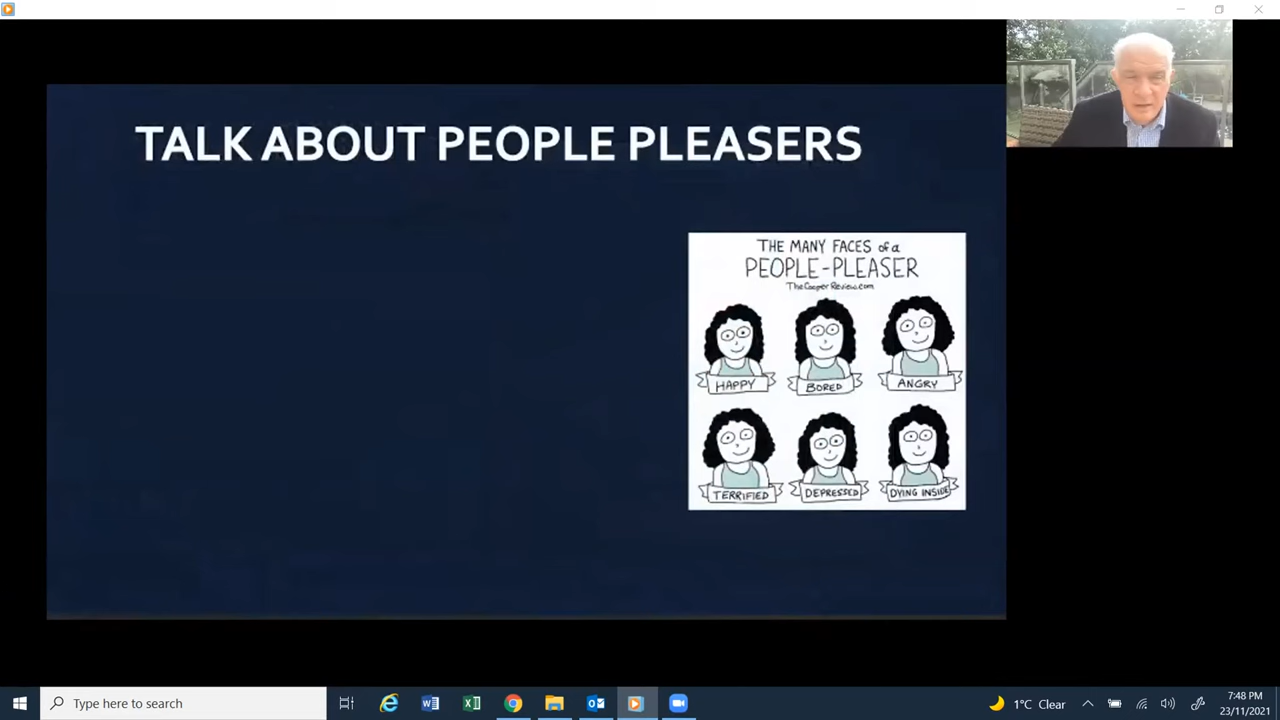 TALK ABOUT PEOPLE PLEASERS
THE MANY FACES of a
PEOPLE-PLEASER
TheCooperReview.com
HAPPY
BORED
ANGRY
TERRIFIED
DEPRESSED
DYING INSIDE
Type here to search
1°C Clear
7:48 PM
23/11/2021